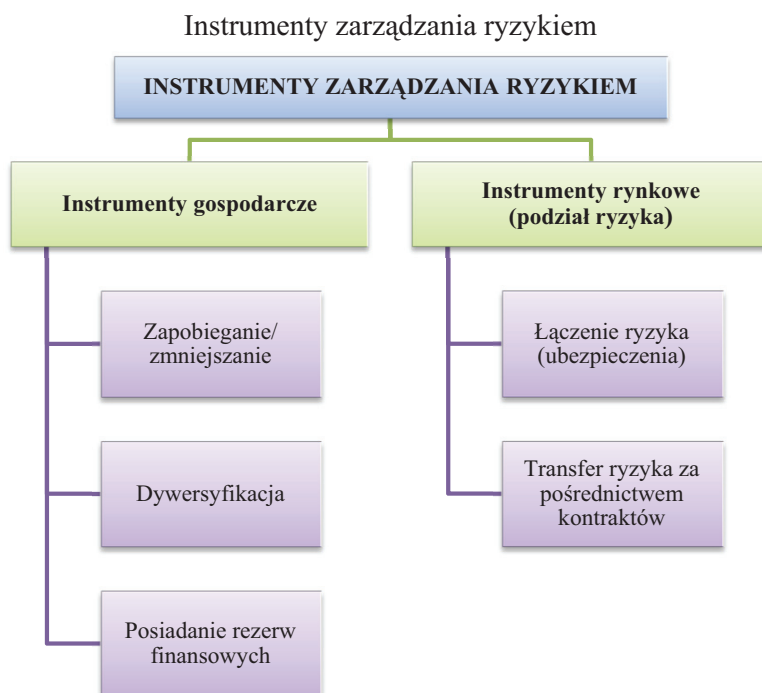 Instrumenty zarządzania ryzykiem
INSTRUMENTY ZARZĄDZANIA RYZYKIEM
Instrumenty gospodarcze
Zapobieganie/
zmniejszanie
Dywersyfikacja
Posiadanie rezerw
finansowych
Instrumenty rynkowe
(podział ryzyka)
Łączenie ryzyka
(ubezpieczenia)
Transfer ryzyka za
pośrednictwem
kontraktów